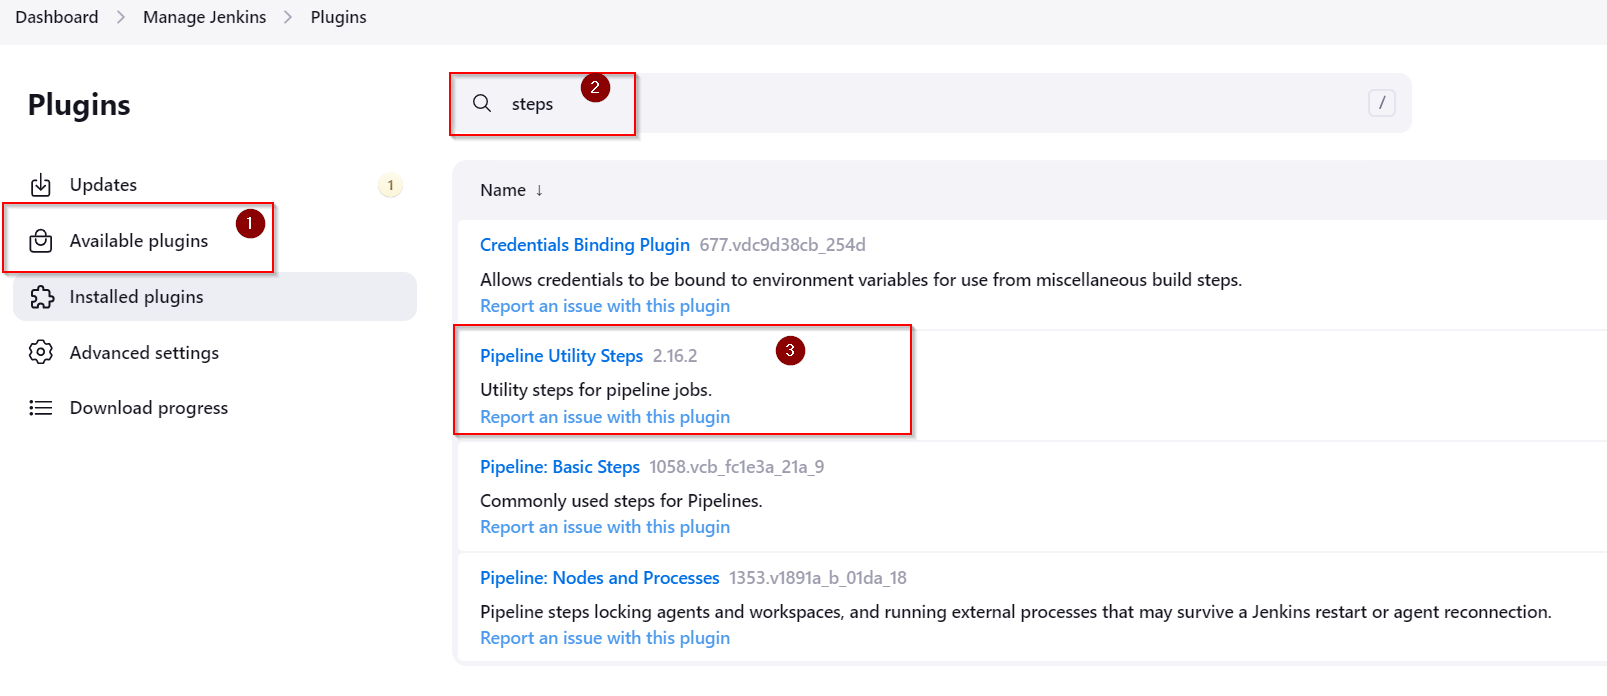 Dashboard > Manage Jenkins > Plugins
Plugins
Updates 1
Available plugins 1
Installed plugins
Advanced settings
Download progress
steps 2 /
Name ↓
Credentials Binding Plugin 677.vdc9d38cb_254d
Allows credentials to be bound to environment variables for use from miscellaneous build steps.
Report an issue with this plugin
Pipeline Utility Steps 2.16.2 3
Utility steps for pipeline jobs.
Report an issue with this plugin
Pipeline: Basic Steps 1058.vcb_fc1e3a_21a_9
Commonly used steps for Pipelines.
Report an issue with this plugin
Pipeline: Nodes and Processes 1353.v1891a_b_01da_18
Pipeline steps locking agents and workspaces, and running external processes that may survive a Jenkins restart or agent reconnection.
Report an issue with this plugin